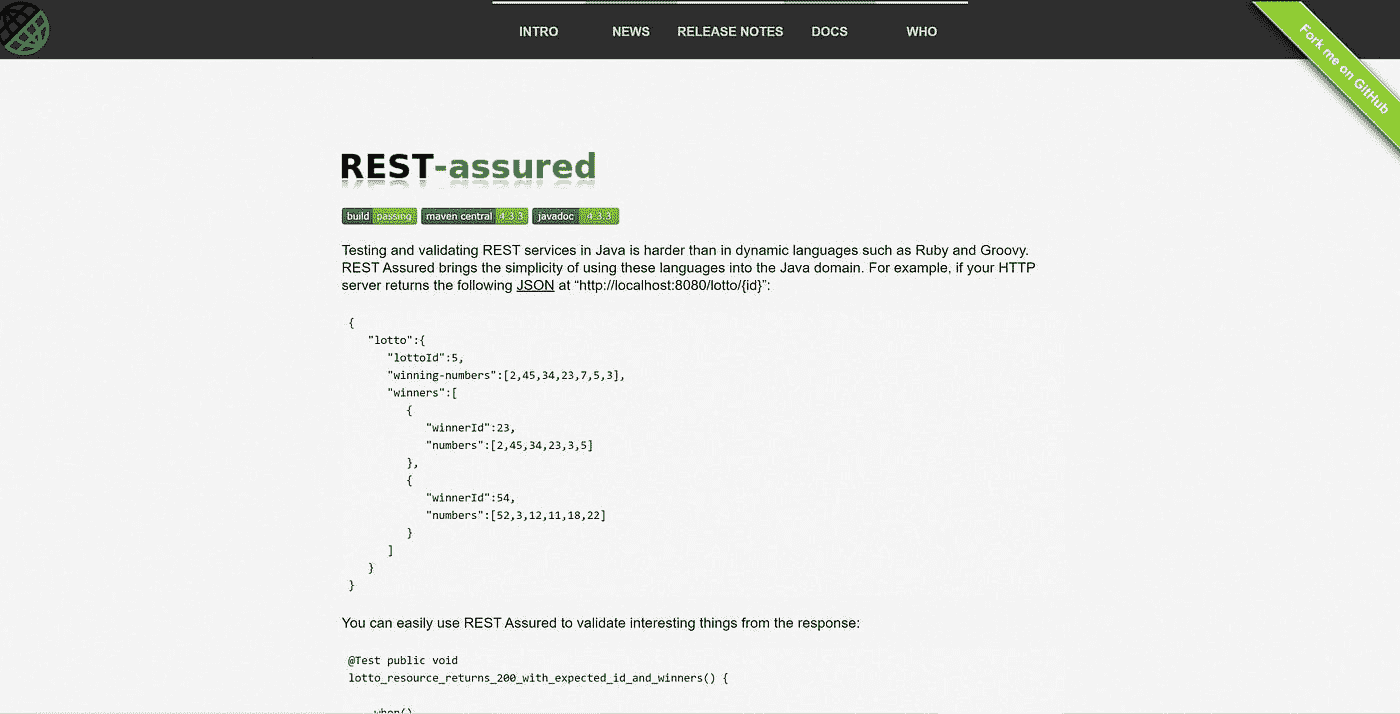 INTRO NEWS RELEASE NOTES DOCS WHO
Fork me on GitHub
REST-assured
build passing maven central 4.3.3 javadoc 4.3.3
Testing and validating REST services in Java is harder than in dynamic languages such as Ruby and Groovy.
REST Assured brings the simplicity of using these languages into the Java domain. For example, if your HTTP
server returns the following JSON at “http://localhost:8080/lotto/{id}”:
{
"lotto":{
"lottoId":5,
"winning-numbers":[2,45,34,23,7,5,3],
"winners":[
{
"winnerId":23,
"numbers":[2,45,34,23,3,5]
},
{
"winnerId":54,
"numbers":[52,3,12,11,18,22]
}
]
}
}
You can easily use REST Assured to validate interesting things from the response:
@Test public void
lotto_resource_returns_200_with_expected_id_and_winners() {
when()